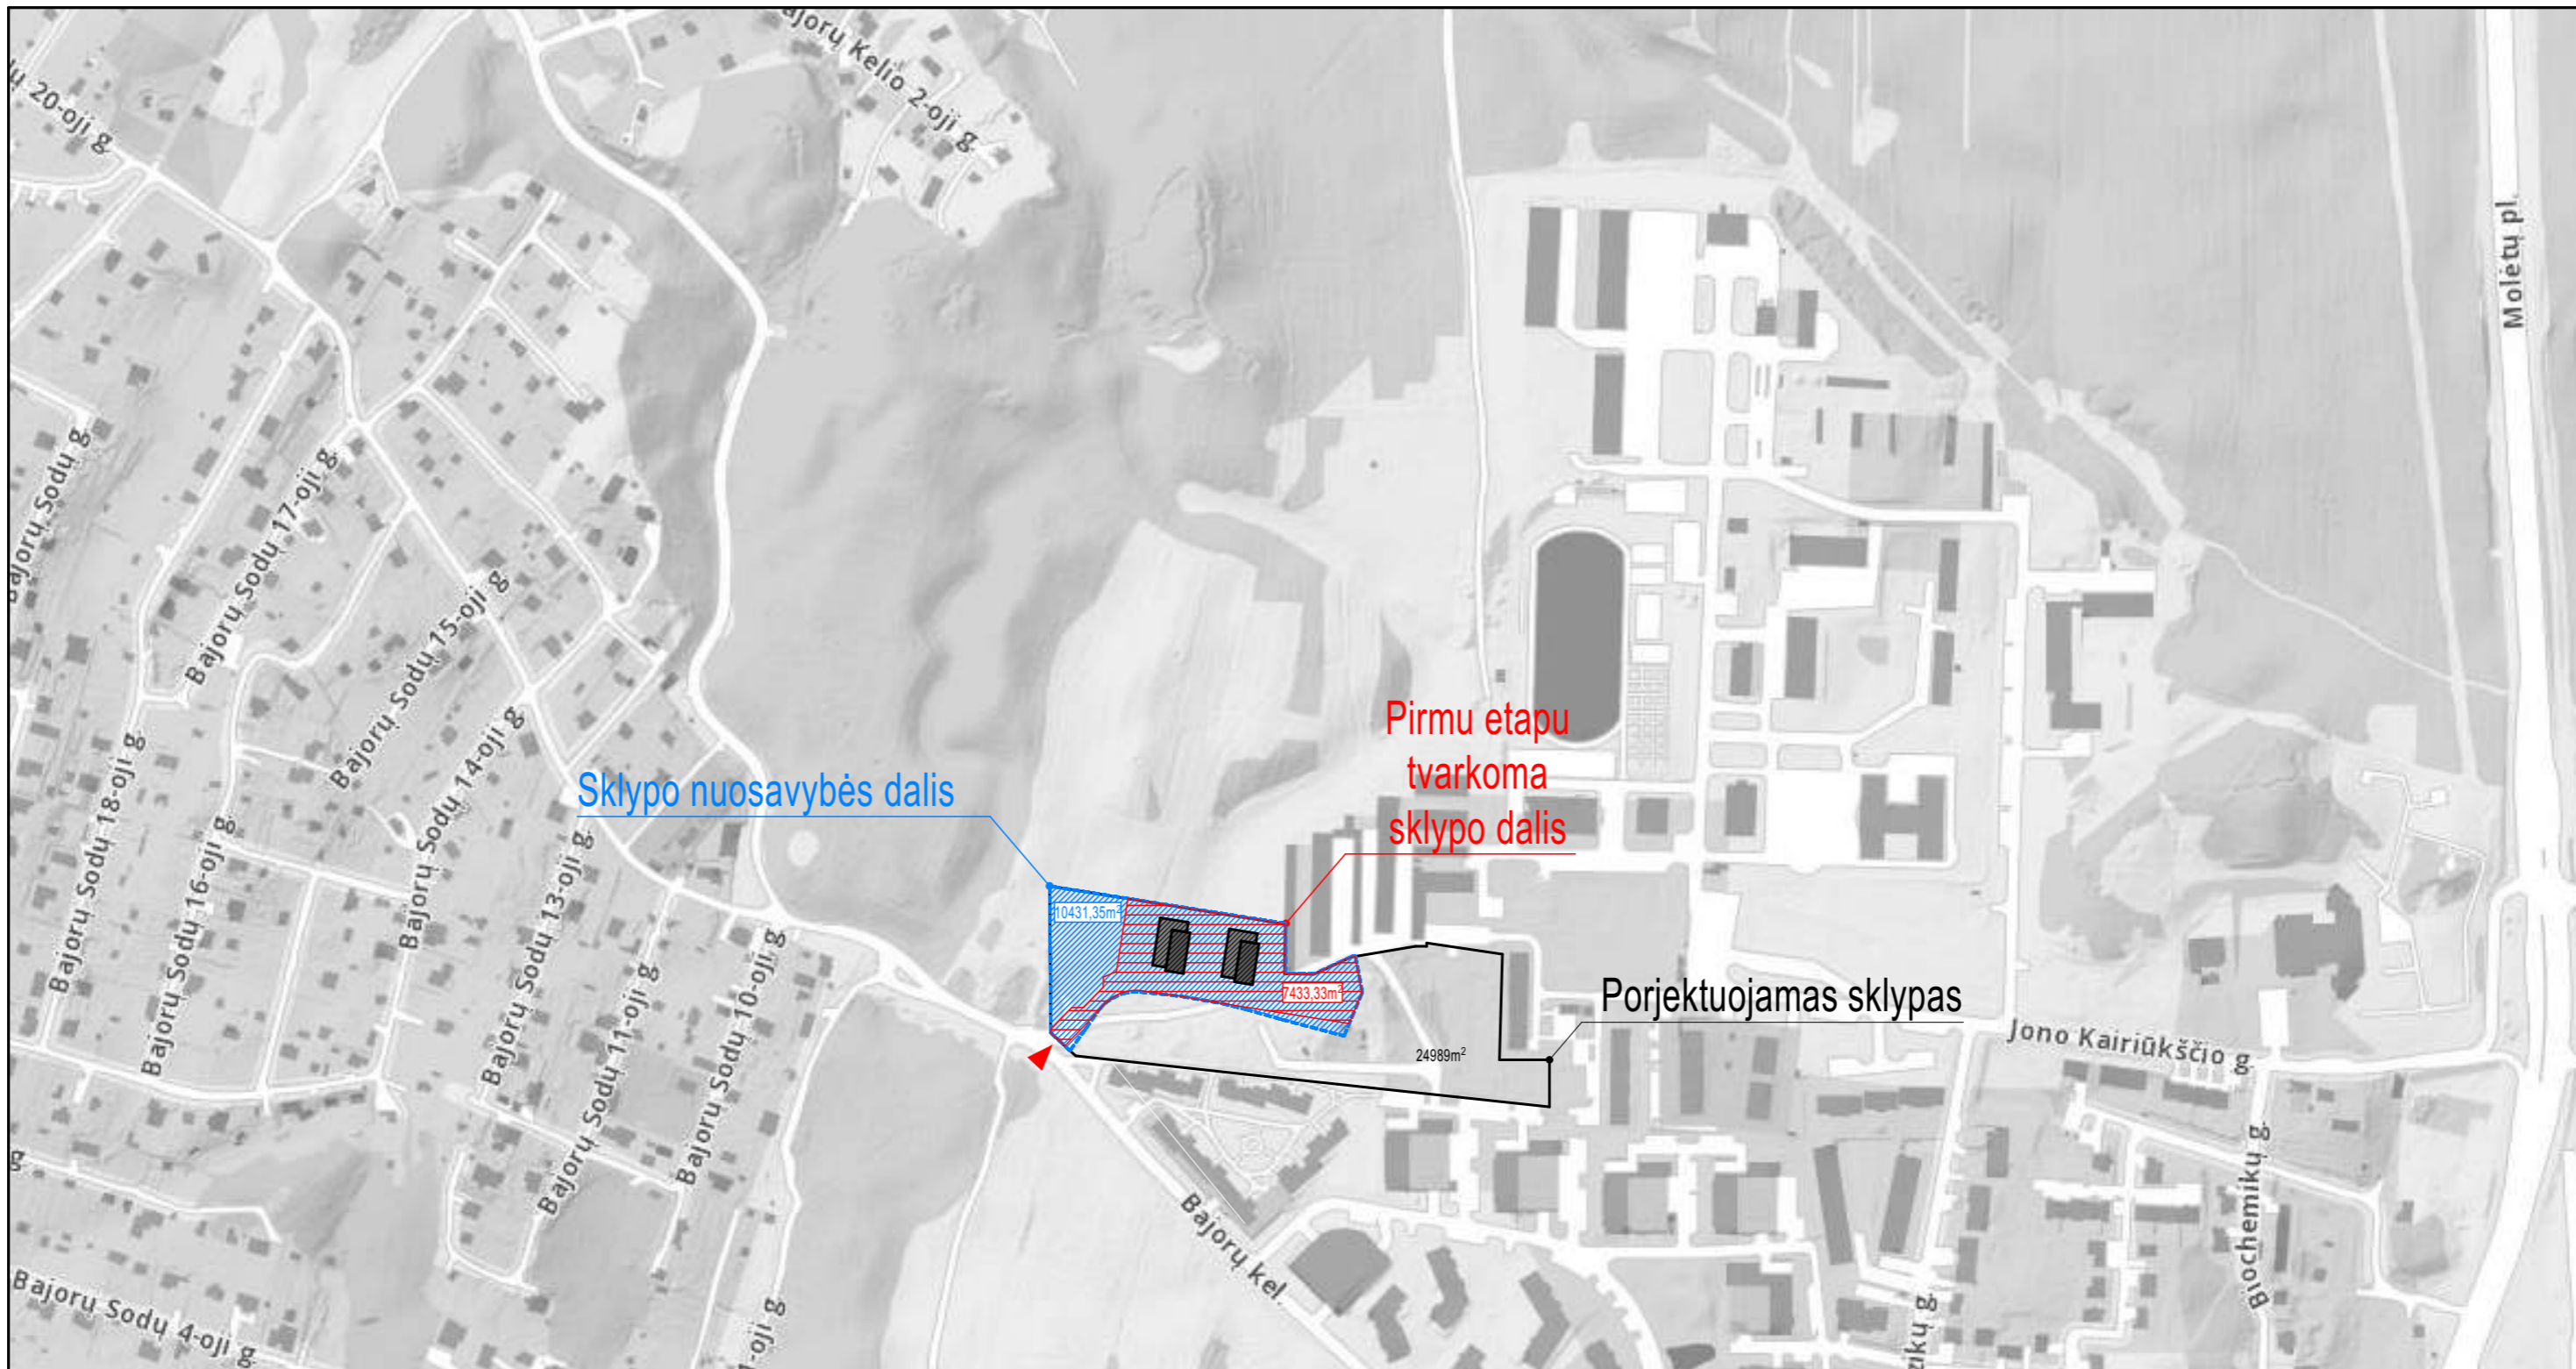 Bajorų Kelio 2-oji g
20-oji g
Molėtų pl.
Bajorų Sodų g
Bajorų Sodų 17-oji g
Bajorų Sodų 15-oji g
Bajorų Sodų 18-oji g
Bajorų Sodų 16-oji g
Bajorų Sodų 14-oji g
Bajorų Sodų 13-oji g
Bajorų Sodų 11-oji g
Bajorų Sodų 10-oji g
Sklypo nuosavybės dalis
Pirmu etapu
tvarkoma
sklypo dalis
10431,35m²
7433,33m²
Porjektuojamas sklypas
24989m²
Jono Kairiūkščio g
Biochemikų g
Bajorų kel.
Bajorų Sodų 4-oji g
g